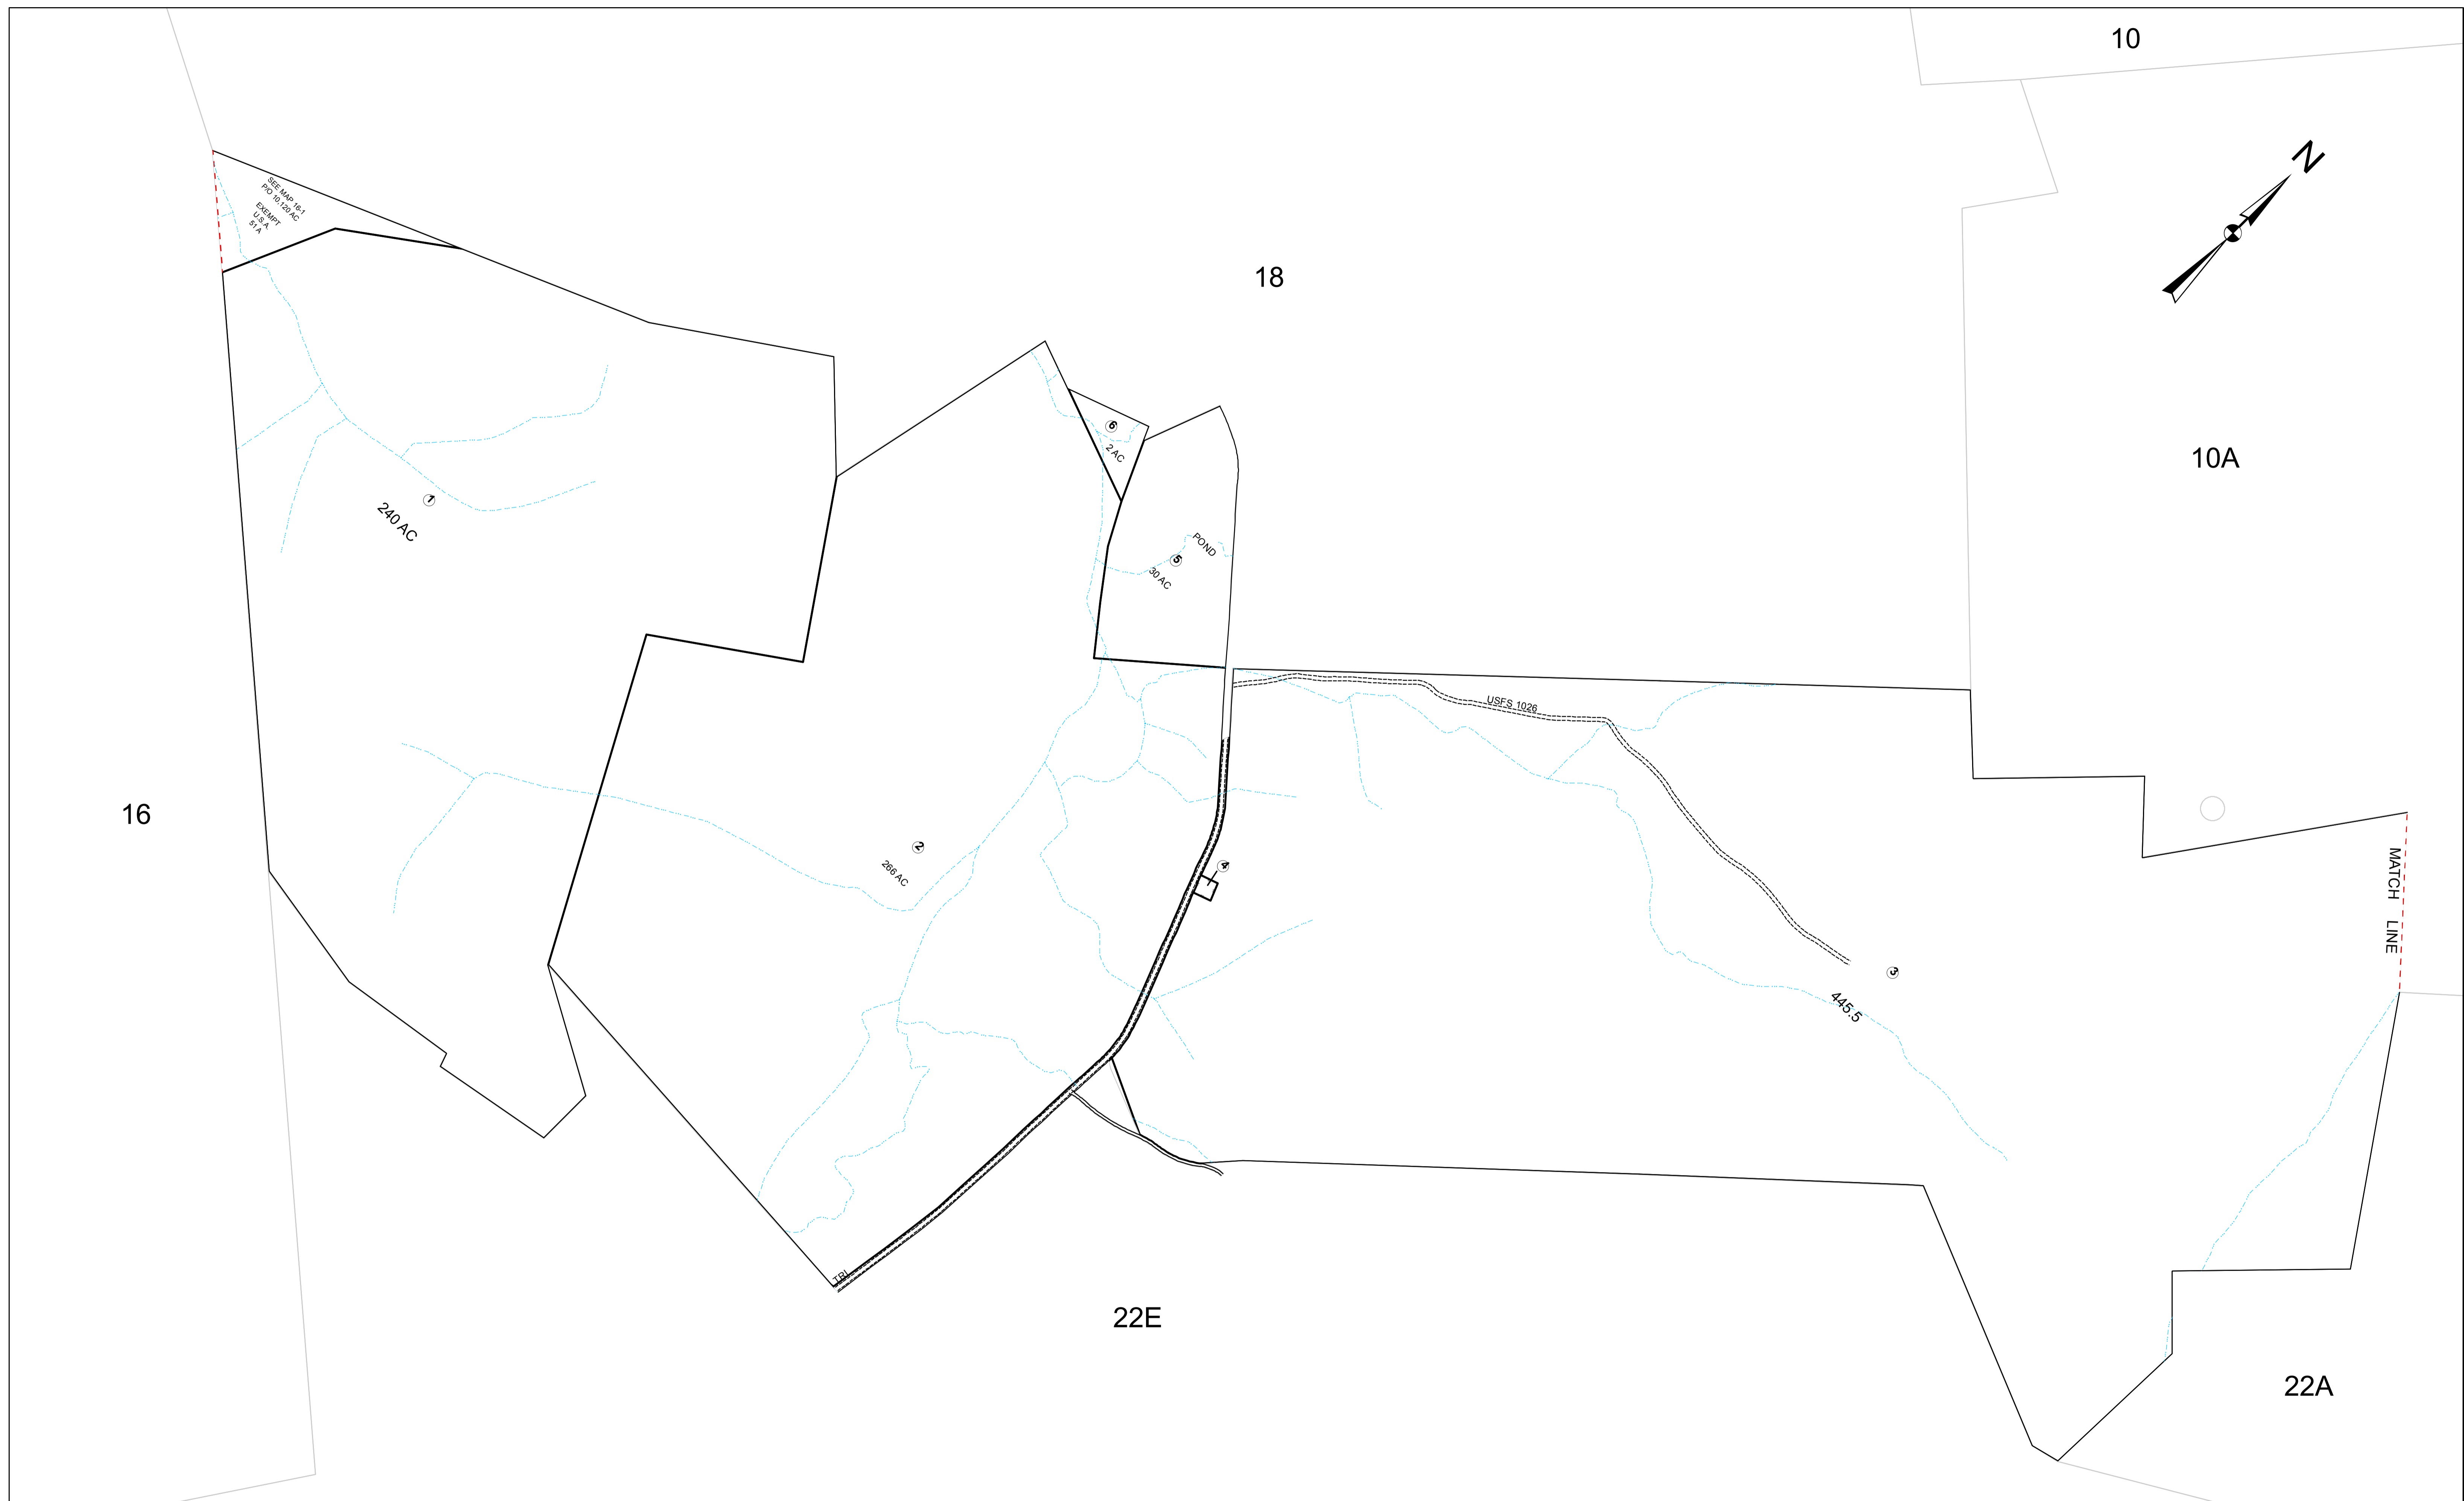 10
N
SEE MAP 16-1
P/O 10,120 AC
EXEMPT
U.S.A.
51 A
18
6
2 AC
10A
1
240 AC
POND
5
30 AC
USFS 1026
16
2
266 AC
4
MATCH LINE
3
445.5
TRL
22E
22A